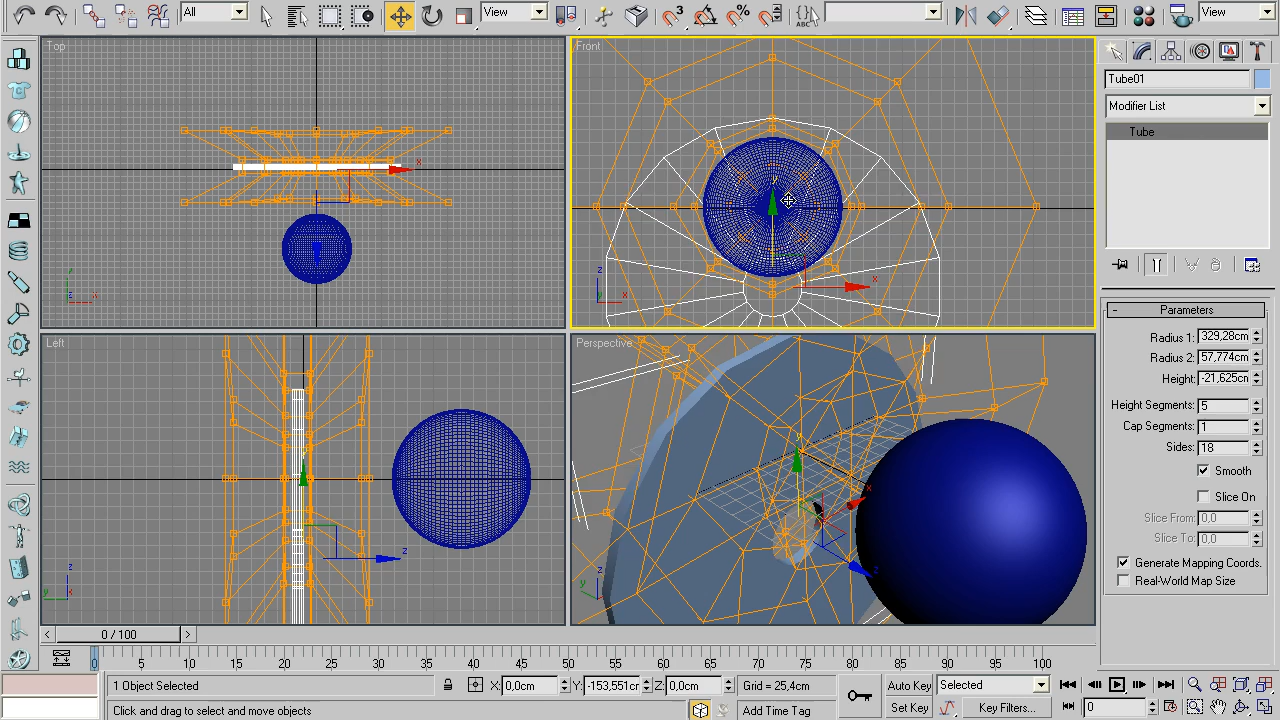 All
View
3
%
ABC
View
Top
Front
x
y
z
x
z
y
x
x
Left
Perspective
z
z
y
x
x
z
z
y
Tube01
Modifier List
Tube
-
Parameters
Radius 1: 329,28cm
Radius 2: 57,774cm
Height: -21,625cm
Height Segments: 5
Cap Segments: 1
Sides: 18
Smooth
Slice On
Slice From: 0,0
Slice To: 0,0
Generate Mapping Coords.
Real-World Map Size
< 0 / 100 >
0 5 10 15 20 25 30 35 40 45 50 55 60 65 70 75 80 85 90 95 100
1 Object Selected X: 0,0cm Y: -153,551cm Z: 0,0cm Grid = 25,4cm Auto Key Selected
Click and drag to select and move objects Add Time Tag Set Key Key Filters... 0